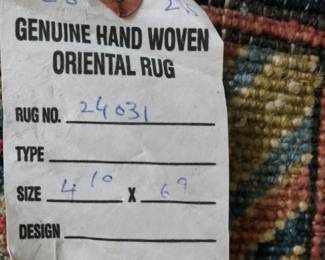 GENUINE HAND WOVEN
ORIENTAL RUG
RUG NO. 24031
TYPE
SIZE 4 10 X 6 9
DESIGN